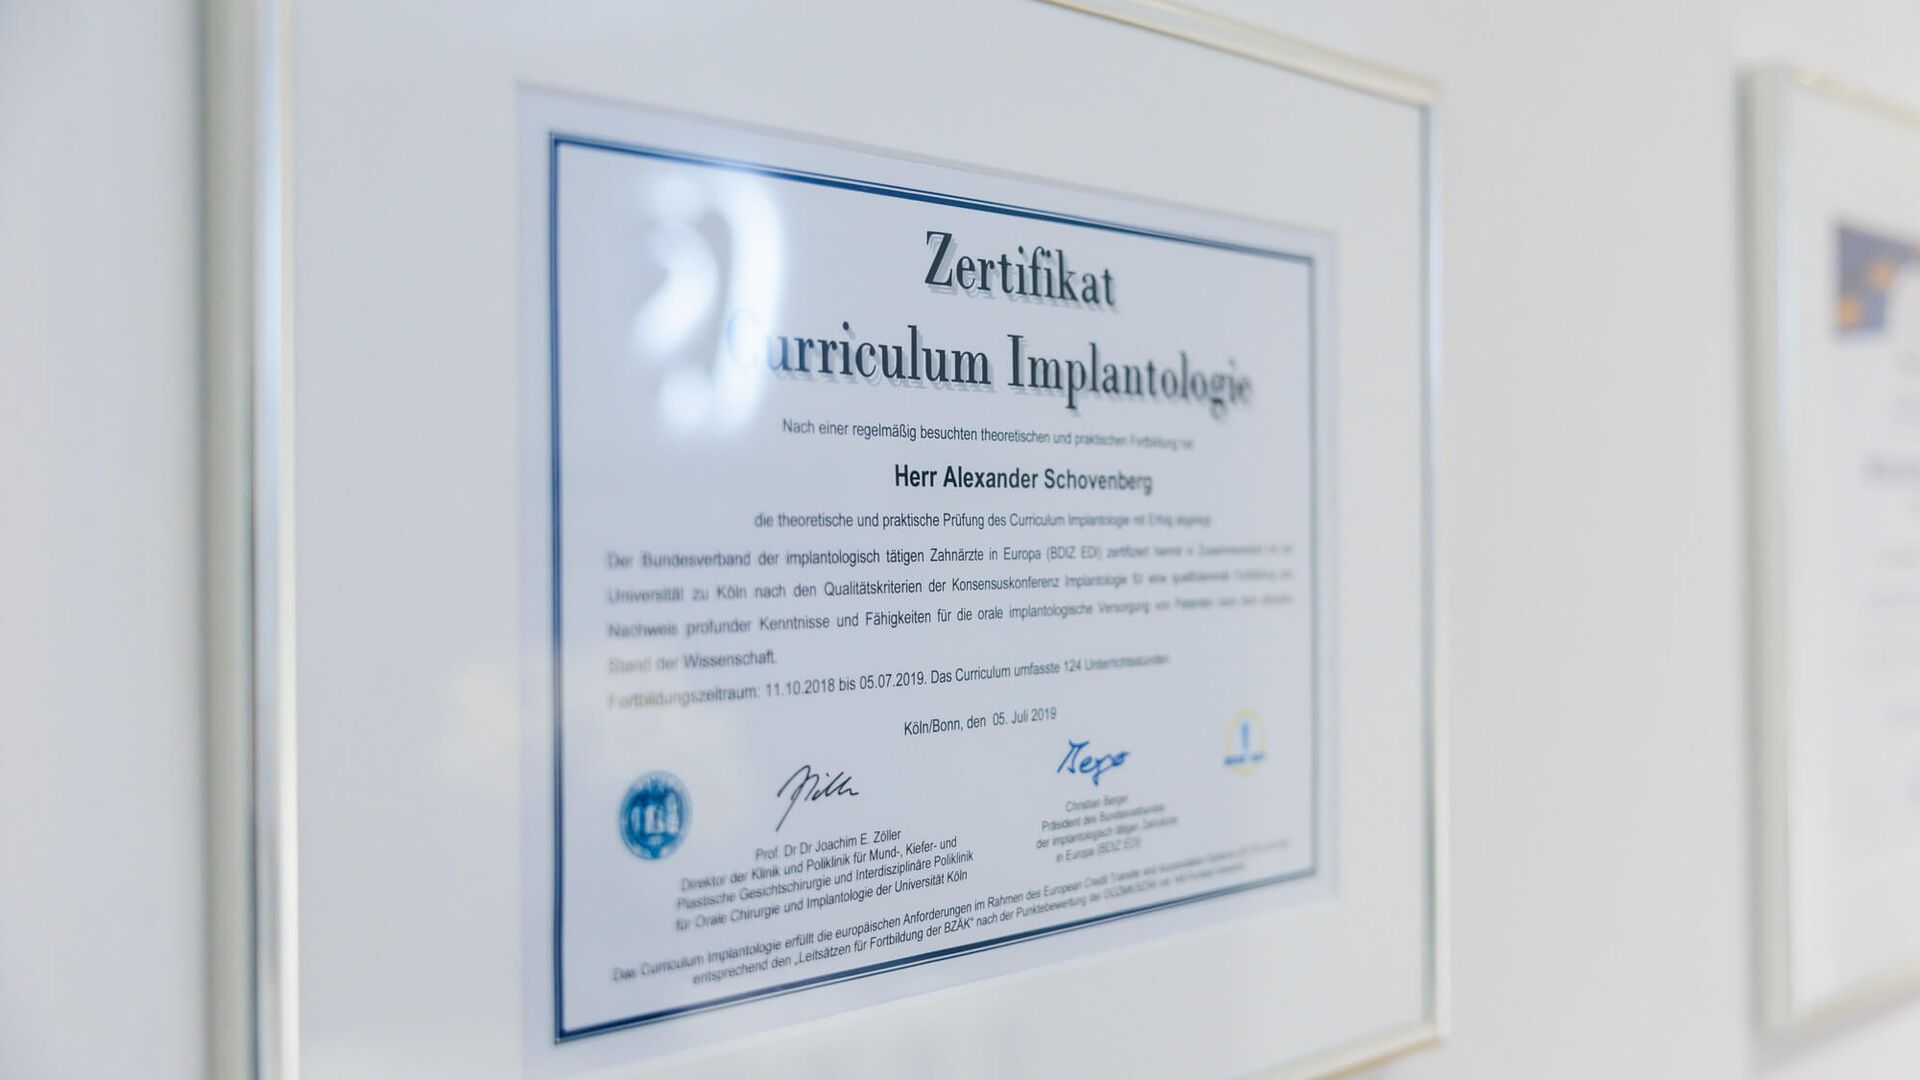 Zertifikat
Curriculum Implantologie
Nach einer regelmäßig besuchten theoretischen und praktischen Fortbildung hat
Herr Alexander Schovenberg
die theoretische und praktische Prüfung des Curriculum Implantologie mit Erfolg abgelegt
Der Bundesverband der implantologisch tätigen Zahnärzte in Europa (BDIZ EDI) zertifiziert hiermit in Zusammenarbeit mit der
Universität zu Köln nach den Qualitätskriterien der Konsensuskonferenz Implantologie für eine qualifizierende Fortbildung den
Nachweis profunder Kenntnisse und Fähigkeiten für die orale implantologische Versorgung von Patienten nach dem aktuellen
Stand der Wissenschaft.
Fortbildungszeitraum: 11.10.2018 bis 05.07.2019. Das Curriculum umfasste 124 Unterrichtsstunden.
Köln/Bonn, den 05. Juli 2019
Prof. Dr Dr Joachim E. Zöller
Direktor der Klinik und Poliklinik für Mund-, Kiefer- und
Plastische Gesichtschirurgie und Interdisziplinäre Poliklinik
für Orale Chirurgie und Implantologie der Universität Köln
Christian Berger
Präsident des Bundesverbandes
der implantologisch tätigen Zahnärzte
in Europa (BDIZ EDI)
Das Curriculum Implantologie erfüllt die europäischen Anforderungen im Rahmen des European Credit Transfer and
entsprechend den „Leitsätzen für Fortbildung der BZÄK“ nach der Punktebewertung der